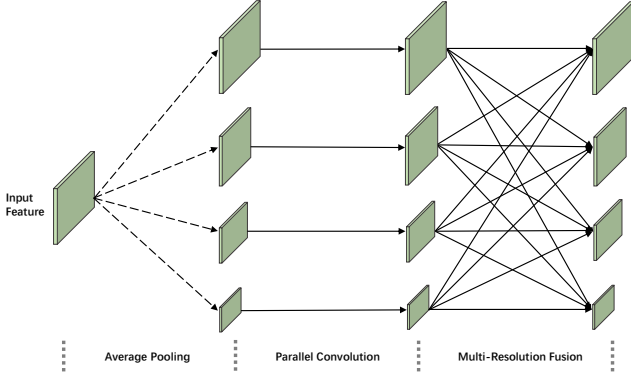 Input
Feature
Average Pooling
Parallel Convolution
Multi-Resolution Fusion